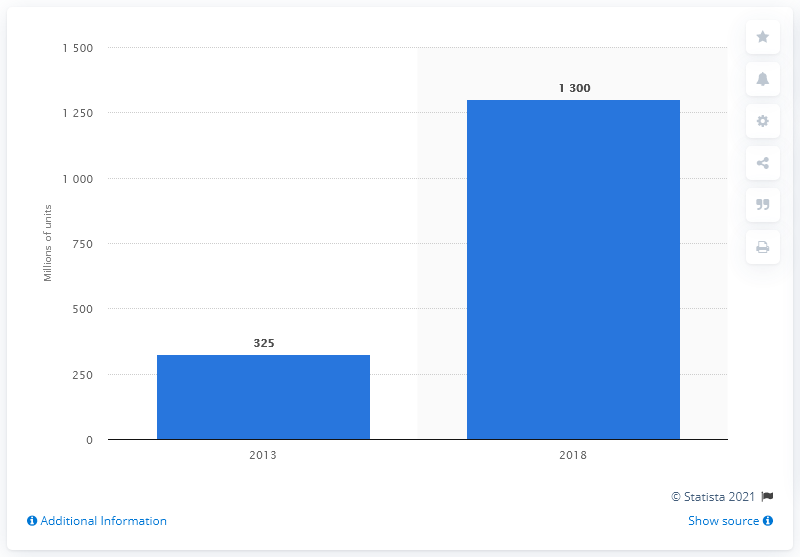 1 500
1 250
1 000
750
500
250
0
Millions of units
325
1 300
2013
2018
© Statista 2021
Additional Information
Show source